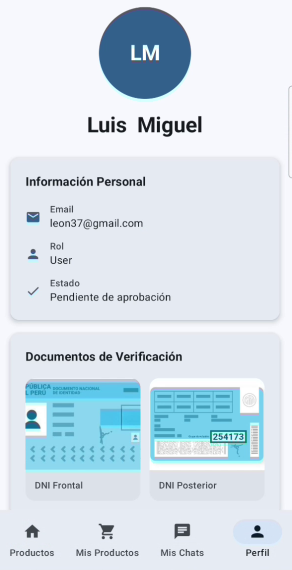 LM
Luis Miguel
Información Personal
Email
leon37@gmail.com
Rol
User
Estado
Pendiente de aprobación
Documentos de Verificación
PÚBLICA
L PERÚ
DOCUMENTO NACIONAL
DE IDENTIDAD
254173
DNI Frontal
DNI Posterior
Productos
Mis Productos
Mis Chats
Perfil